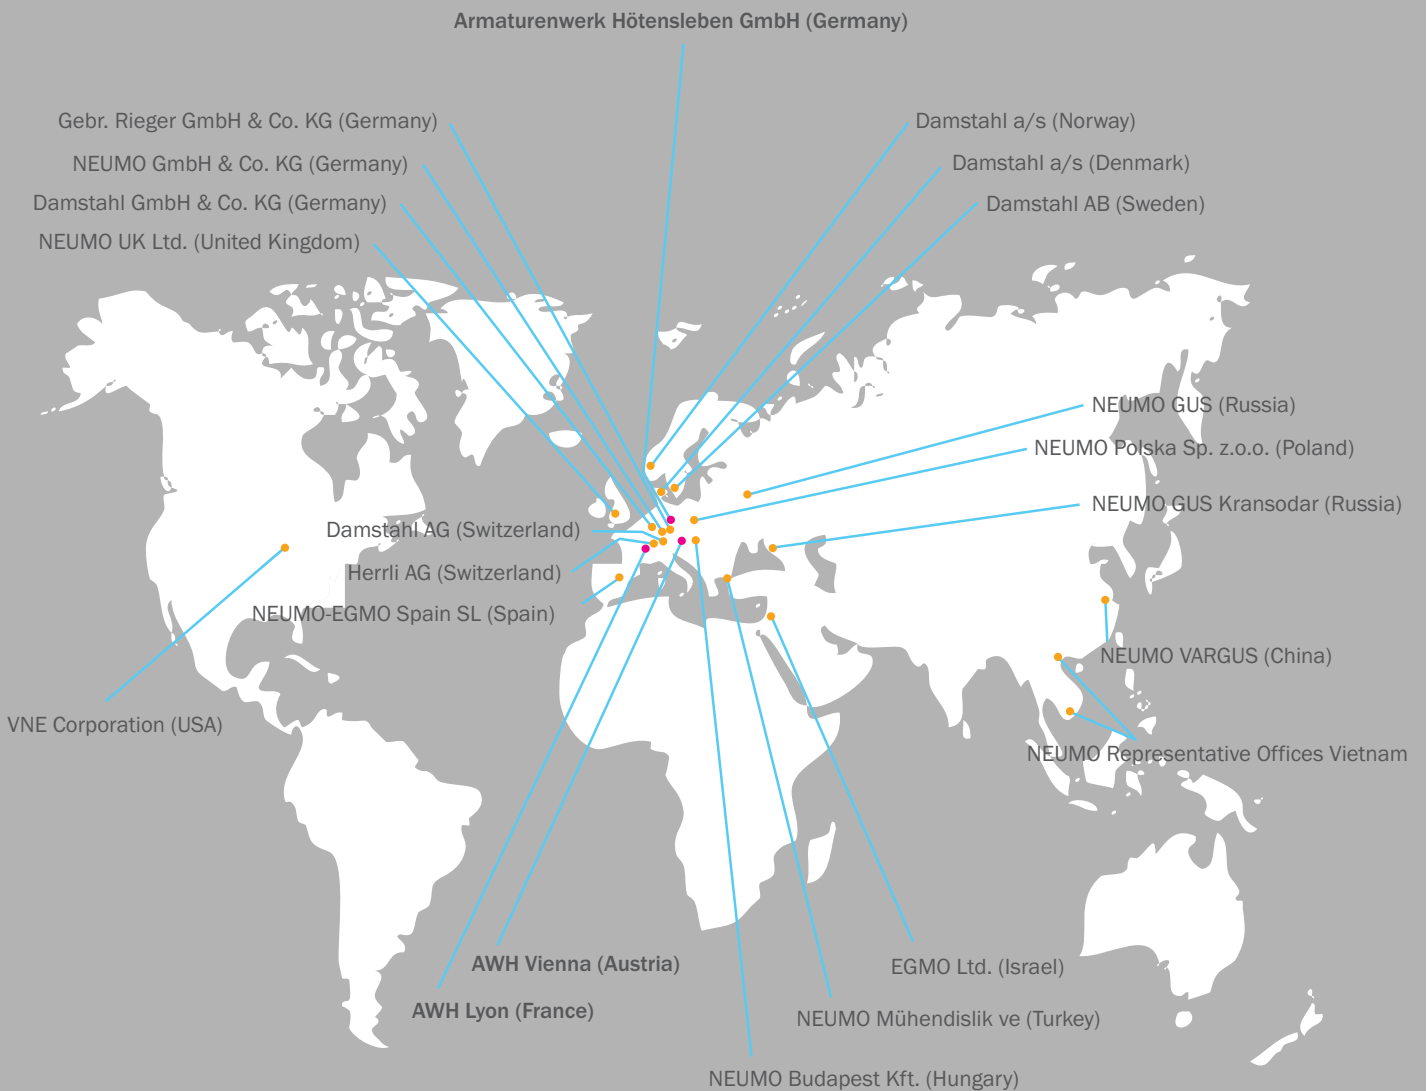 Armaturenwerk Hötensleben GmbH (Germany)
Gebr. Rieger GmbH & Co. KG (Germany)
NEUMO GmbH & Co. KG (Germany)
Damstahl GmbH & Co. KG (Germany)
NEUMO UK Ltd. (United Kingdom)
Damstahl a/s (Norway)
Damstahl a/s (Denmark)
Damstahl AB (Sweden)
NEUMO GUS (Russia)
NEUMO Polska Sp. z.o.o. (Poland)
NEUMO GUS Kransodar (Russia)
Damstahl AG (Switzerland)
Herrli AG (Switzerland)
NEUMO-EGMO Spain SL (Spain)
NEUMO VARGUS (China)
VNE Corporation (USA)
NEUMO Representative Offices Vietnam
AWH Vienna (Austria)
EGMO Ltd. (Israel)
AWH Lyon (France)
NEUMO Mühendislik ve (Turkey)
NEUMO Budapest Kft. (Hungary)